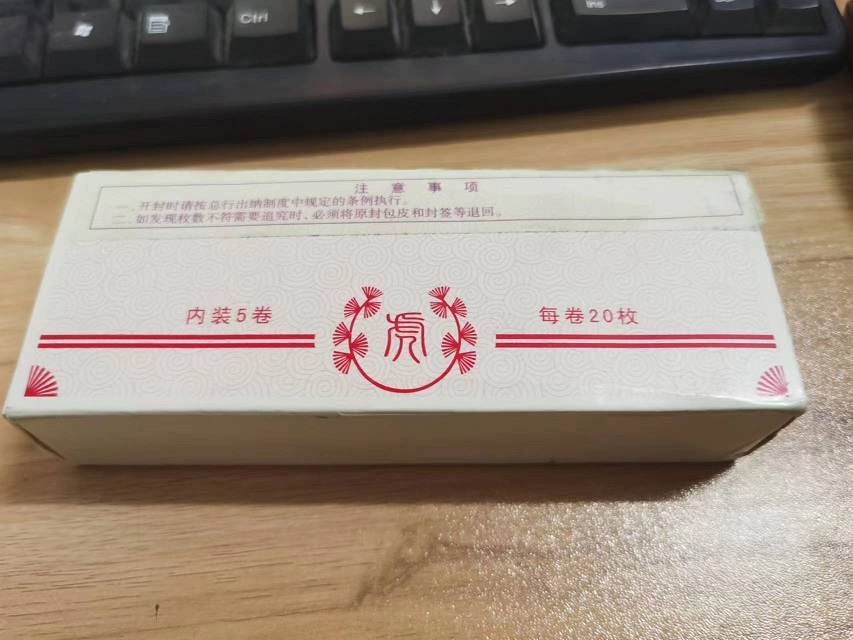 Ctrl
Ins
注意事项
一、开封时请按总行出纳制度中规定的条例执行。
二、如发现枚数不符需要追究时、必须将原封包皮和封签等退回。
内装5卷
虎
每卷20枚